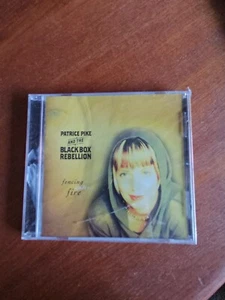 PATRICE PIKE
AND THE
BLACK BOX
REBELLION
fencing
fire